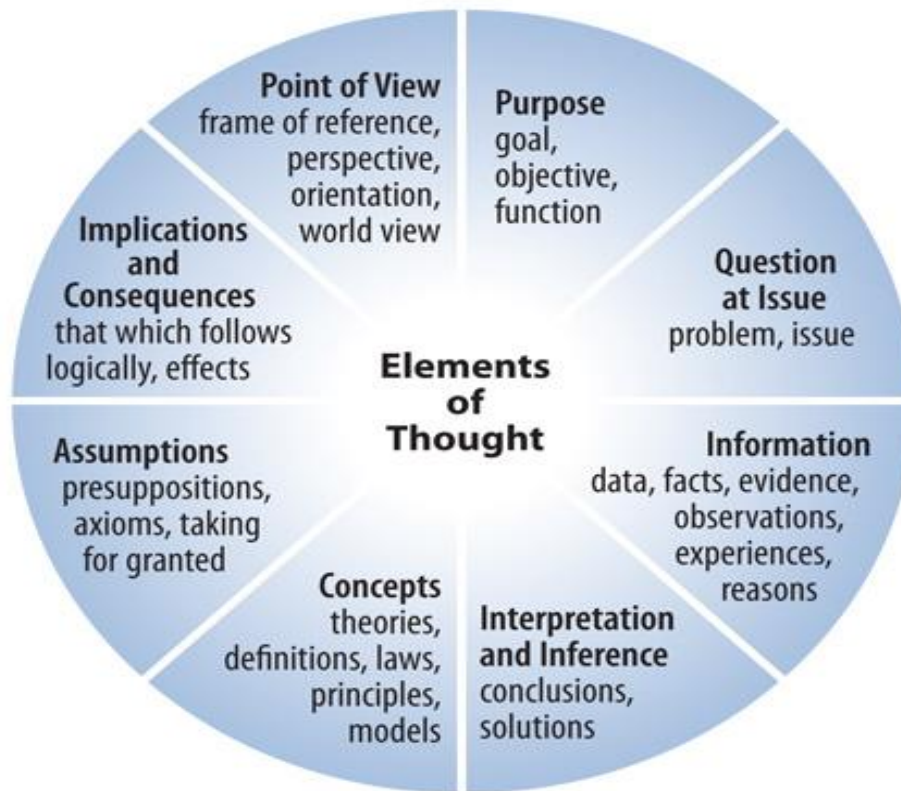 Elements
of
Thought
Purpose
goal,
objective,
function
Question
at Issue
problem, issue
Information
data, facts, evidence,
observations,
experiences,
reasons
Interpretation
and Inference
conclusions,
solutions
Concepts
theories,
definitions, laws,
principles,
models
Assumptions
presuppositions,
axioms, taking
for granted
Implications
and
Consequences
that which follows
logically, effects
Point of View
frame of reference,
perspective,
orientation,
world view